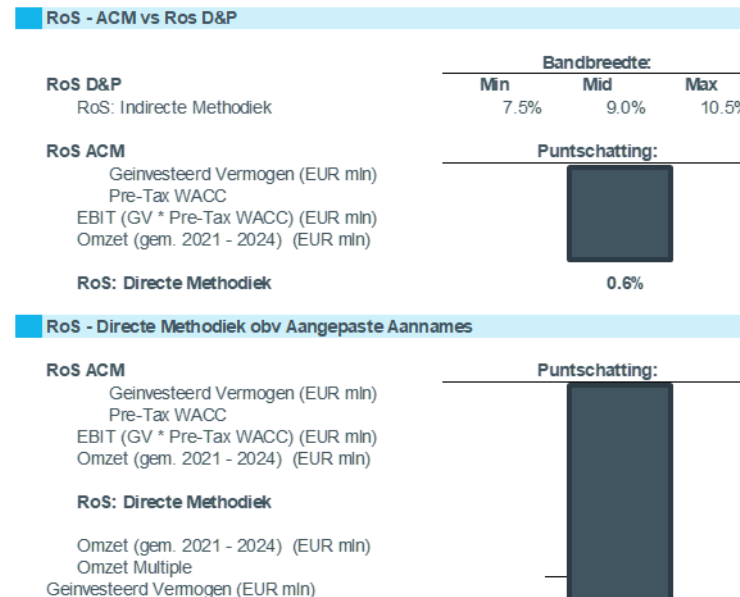 RoS - ACM vs Ros D&P
Bandbreedte:
RoS D&P Min Mid Max
RoS: Indirecte Methodiek 7.5% 9.0% 10.5%
RoS ACM Puntschatting:
Geinvesteerd Vermogen (EUR mln)
Pre-Tax WACC
EBIT (GV * Pre-Tax WACC) (EUR mln)
Omzet (gem. 2021 - 2024) (EUR mln)
RoS: Directe Methodiek 0.6%
RoS - Directe Methodiek obv Aangepaste Aannames
RoS ACM Puntschatting:
Geinvesteerd Vermogen (EUR mln)
Pre-Tax WACC
EBIT (GV * Pre-Tax WACC) (EUR mln)
Omzet (gem. 2021 - 2024) (EUR mln)
RoS: Directe Methodiek
Omzet (gem. 2021 - 2024) (EUR mln)
Omzet Multiple
Geinvesteerd Vermogen (EUR mln)